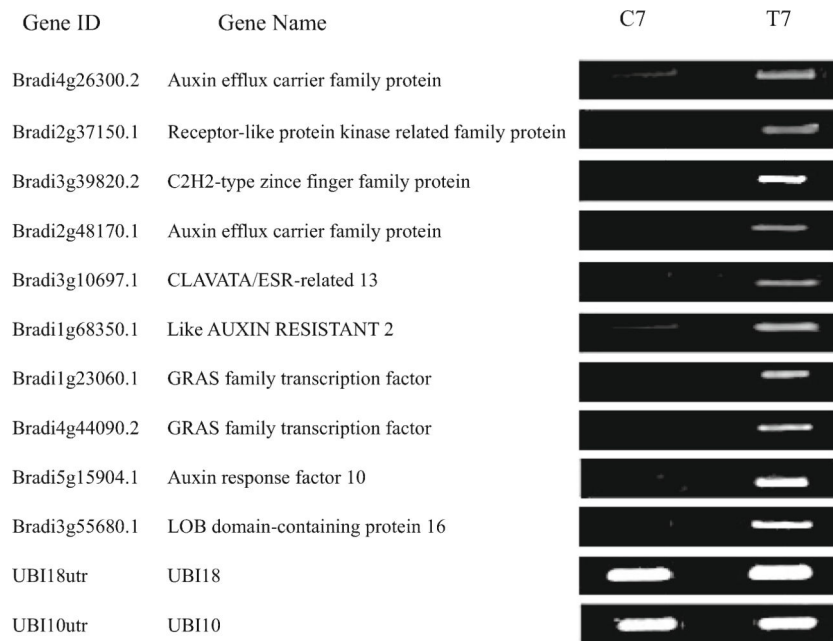 Gene ID Gene Name C7 T7
Bradi4g26300.2 Auxin efflux carrier family protein
Bradi2g37150.1 Receptor-like protein kinase related family protein
Bradi3g39820.2 C2H2-type zince finger family protein
Bradi2g48170.1 Auxin efflux carrier family protein
Bradi3g10697.1 CLAVATA/ESR-related 13
Bradi1g68350.1 Like AUXIN RESISTANT 2
Bradi1g23060.1 GRAS family transcription factor
Bradi4g44090.2 GRAS family transcription factor
Bradi5g15904.1 Auxin response factor 10
Bradi3g55680.1 LOB domain-containing protein 16
UBI18utr UBI18
UBI10utr UBI10